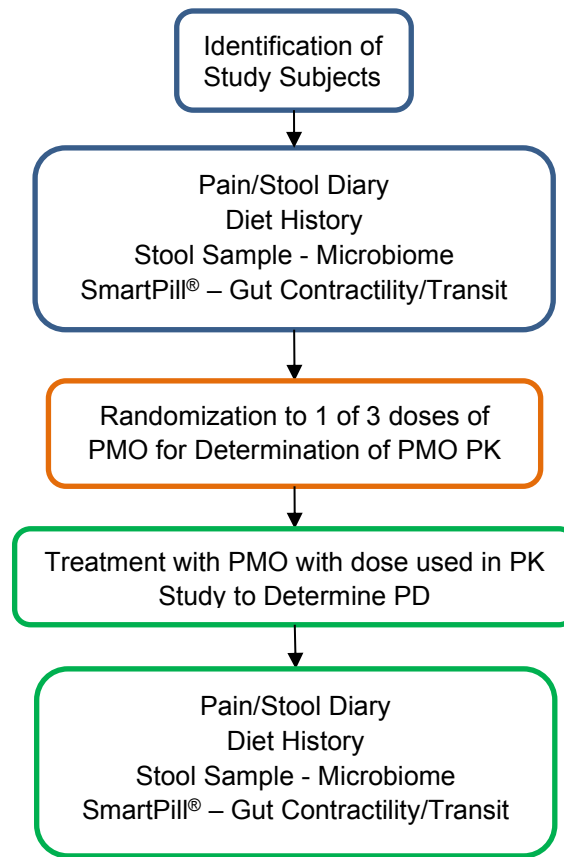 Identification of
Study Subjects
Pain/Stool Diary
Diet History
Stool Sample - Microbiome
SmartPill® – Gut Contractility/Transit
Randomization to 1 of 3 doses of
PMO for Determination of PMO PK
Treatment with PMO with dose used in PK
Study to Determine PD
Pain/Stool Diary
Diet History
Stool Sample - Microbiome
SmartPill® – Gut Contractility/Transit